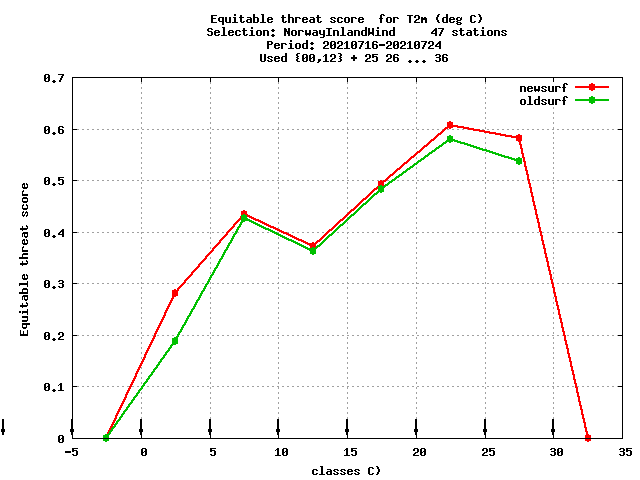 Equitable threat score  for T2m (deg C)
Selection: NorwayInlandWind     47 stations
Period: 20210716-20210724
Used {00,12} + 25 26 ... 36
newsurf
oldsurf
0.7
0.6
0.5
0.4
0.3
0.2
0.1
0
Equitable threat score
-5 0 5 10 15 20 25 30 35
classes C)